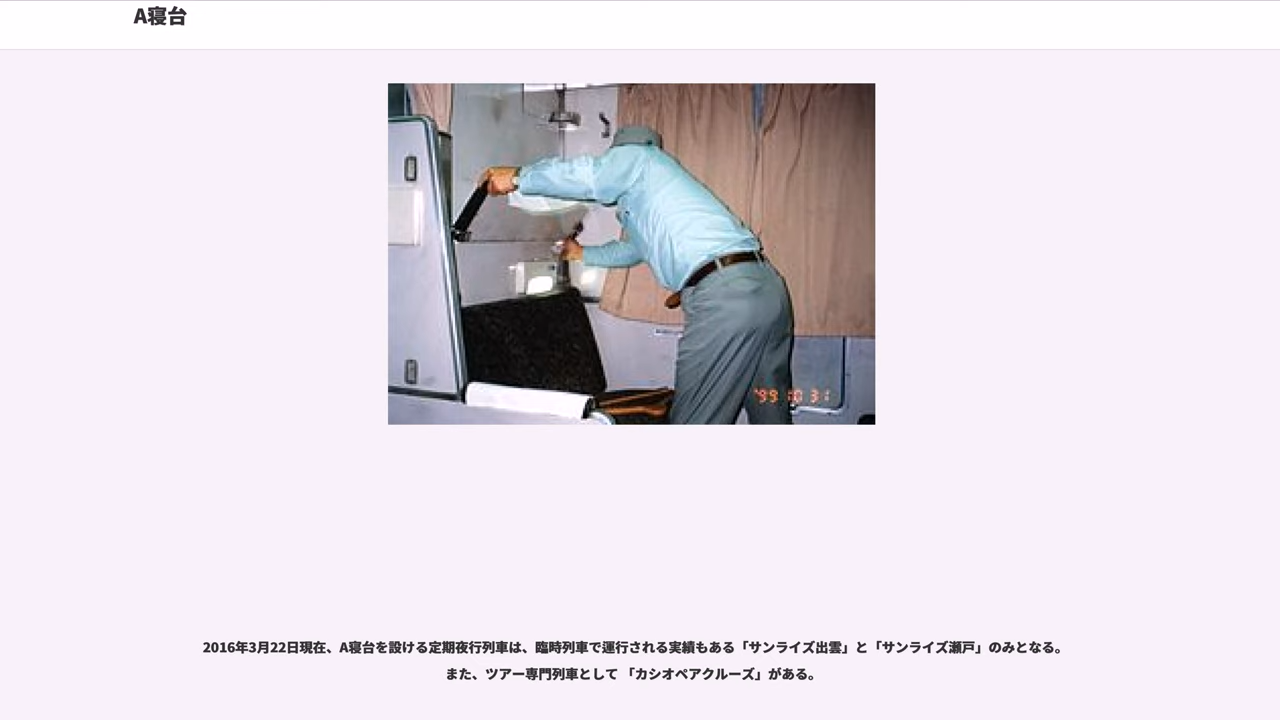 A寝台
'99 10 31
2016年3月22日現在、A寝台を設ける定期夜行列車は、臨時列車で運行される実績もある「サンライズ出雲」と「サンライズ瀬戸」のみとなる。
また、ツアー専門列車として 「カシオペアクルーズ」がある。